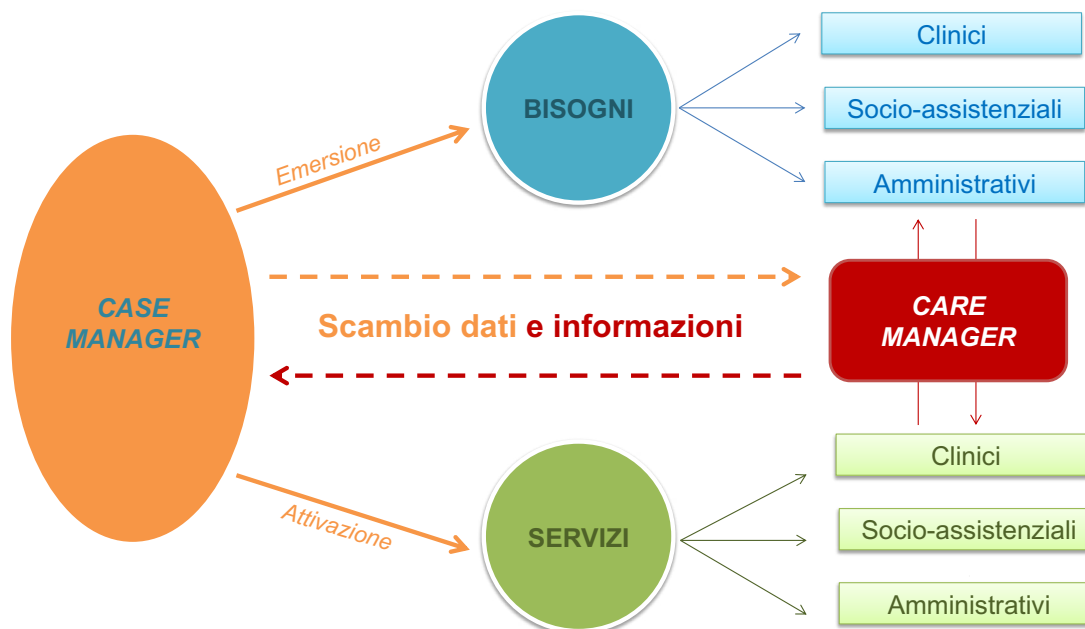 Clinici
BISOGNI
Socio-assistenziali
Emersione
Amministrativi
CASE
MANAGER
Scambio dati e informazioni
CARE
MANAGER
Clinici
Attivazione
SERVIZI
Socio-assistenziali
Amministrativi